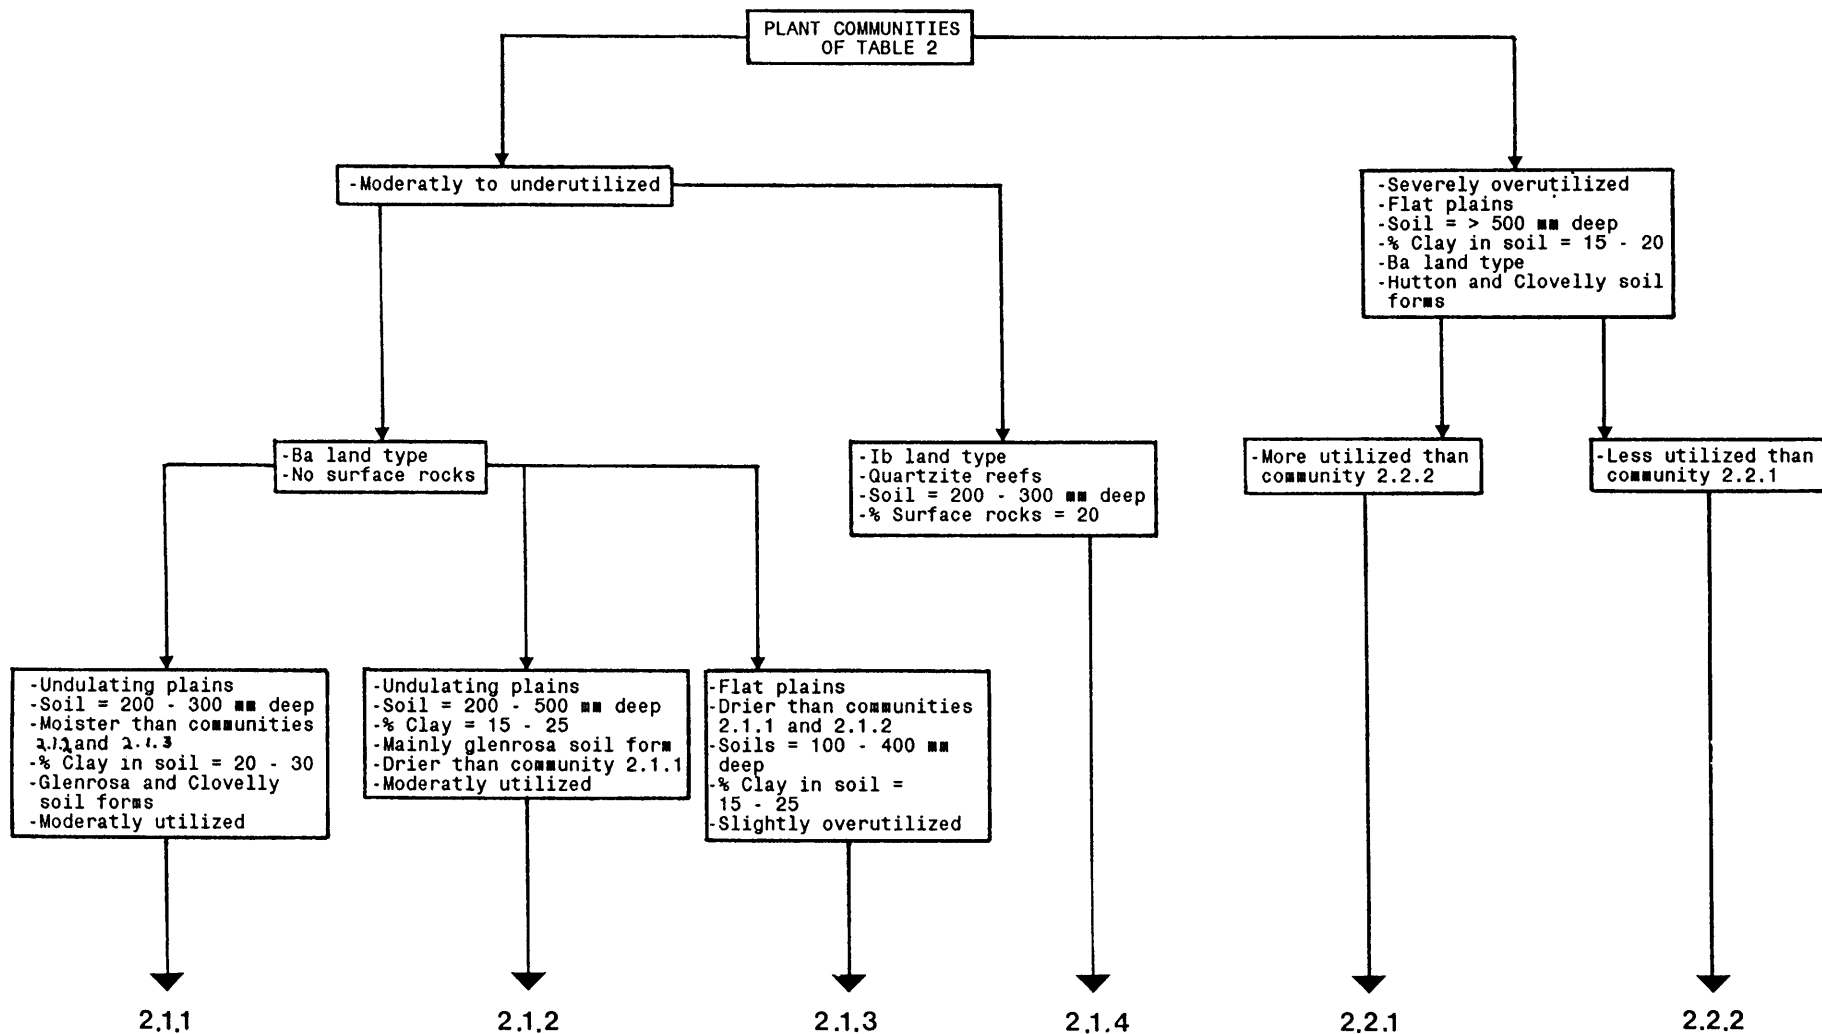 PLANT COMMUNITIES
OF TABLE 2
-Moderatly to underutilized
-Severely overutilized
-Flat plains
-Soil = > 500 mm deep
-% Clay in soil = 15 - 20
-Ba land type
-Hutton and Clovelly soil
forms
-Ba land type
-No surface rocks
-Ib land type
-Quartzite reefs
-Soil = 200 - 300 mm deep
-% Surface rocks = 20
-More utilized than
community 2.2.2
-Less utilized than
community 2.2.1
-Undulating plains
-Soil = 200 - 300 mm deep
-Moister than communities
2.1.2 and 2.1.3
-% Clay in soil = 20 - 30
-Glenrosa and Clovelly
soil forms
-Moderatly utilized
-Undulating plains
-Soil = 200 - 500 mm deep
-% Clay = 15 - 25
-Mainly glenrosa soil form
-Drier than community 2.1.1
-Moderatly utilized
-Flat plains
-Drier than communities
2.1.1 and 2.1.2
-Soils = 100 - 400 mm
deep
-% Clay in soil =
15 - 25
-Slightly overutilized
2.1.1
2.1.2
2.1.3
2.1.4
2.2.1
2.2.2